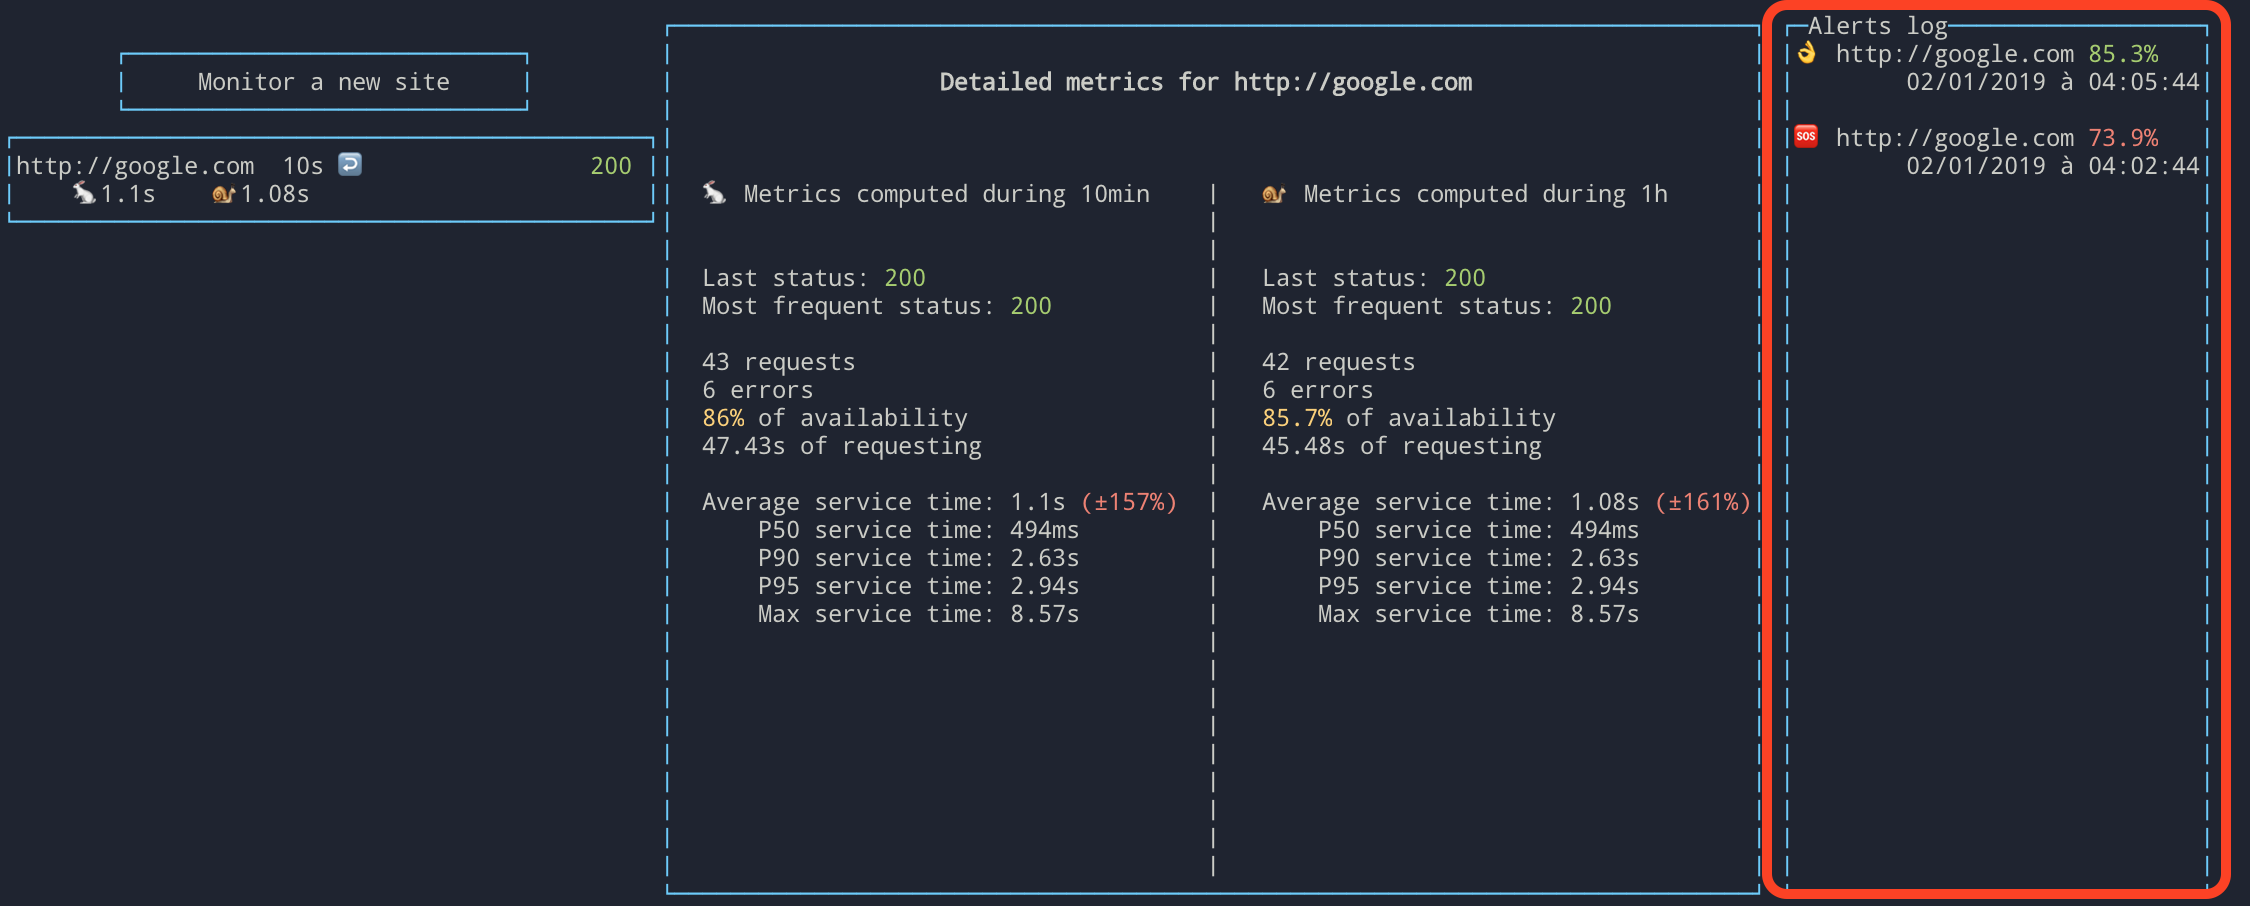 Monitor a new site
http://google.com 10s ↩️ 200
🐇1.1s 🐌1.08s
Detailed metrics for http://google.com
🐇 Metrics computed during 10min
Last status: 200
Most frequent status: 200
43 requests
6 errors
86% of availability
47.43s of requesting
Average service time: 1.1s (±157%)
P50 service time: 494ms
P90 service time: 2.63s
P95 service time: 2.94s
Max service time: 8.57s
🐌 Metrics computed during 1h
Last status: 200
Most frequent status: 200
42 requests
6 errors
85.7% of availability
45.48s of requesting
Average service time: 1.08s (±161%)
P50 service time: 494ms
P90 service time: 2.63s
P95 service time: 2.94s
Max service time: 8.57s
Alerts log
👌 http://google.com 85.3%
02/01/2019 à 04:05:44
🆘 http://google.com 73.9%
02/01/2019 à 04:02:44